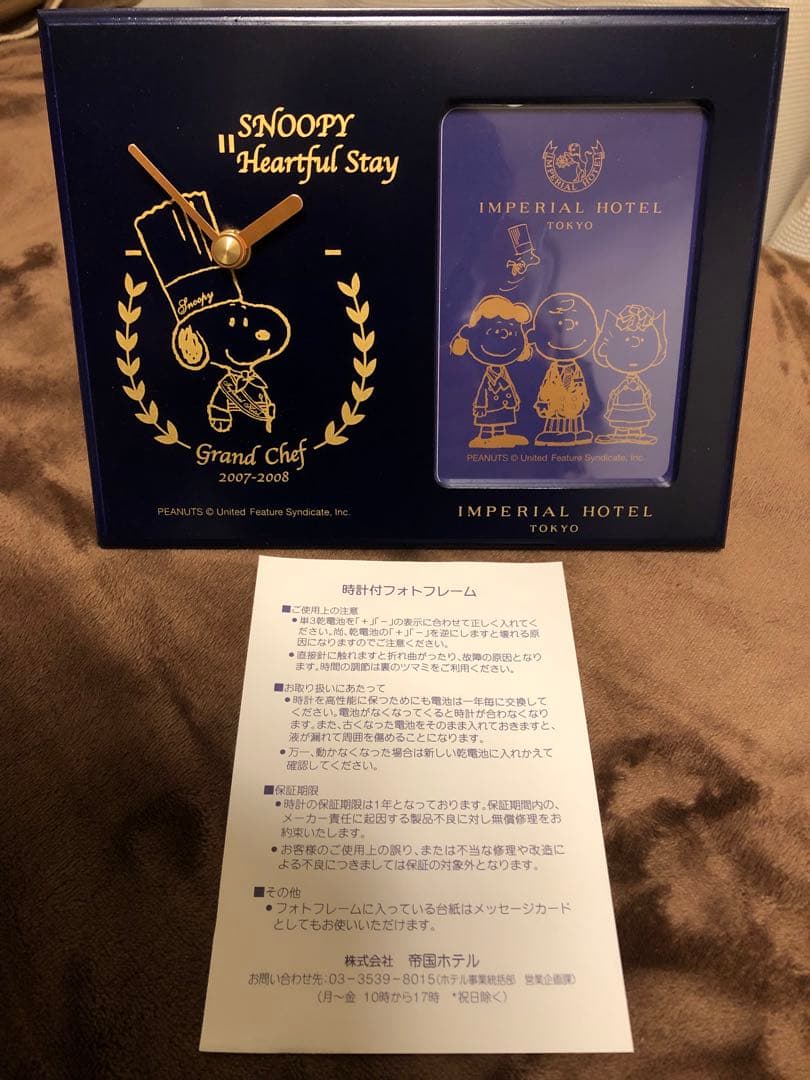 SNOOPY
"Heartful Stay
Snoopy
Grand Chef
2007-2008
PEANUTS © United Feature Syndicate, Inc.
IMPERIAL HOTEL
IMPERIAL HOTEL
TOKYO
PEANUTS © United Feature Syndicate, Inc.
IMPERIAL HOTEL
TOKYO
時計付フォトフレーム
■ご使用上の注意
●単3乾電池を「+」「-」の表示に合わせて正しく入れてく
ださい。尚、乾電池の「+」「-」を逆にしますと壊れる原
因になりますのでご注意ください。
●直接針に触れますと折れ曲がったり、故障の原因となり
ます。時間の調節は裏のツマミをご利用ください。
■お取り扱いにあたって
●時計を高性能に保つためにも電池は一年毎に交換して
ください。電池がなくなってくると時計が合わなくなり
ます。また、古くなった電池をそのまま入れておきますと、
液が漏れて周囲を傷めることになります。
●万一、動かなくなった場合は新しい乾電池に入れかえて
確認してください。
■保証期限
●時計の保証期限は1年となっております。保証期間内の、
メーカー責任に起因する製品不良に対し無償修理をお
約束いたします。
●お客様のご使用上の誤り、または不当な修理や改造に
よる不良につきましては保証の対象外となります。
■その他
●フォトフレームに入っている台紙はメッセージカード
としてもお使いいただけます。
株式会社 帝国ホテル
お問い合わせ先:03-3539-8015(ホテル事業統括部 営業企画課)
(月~金 10時から17時 *祝日除く)